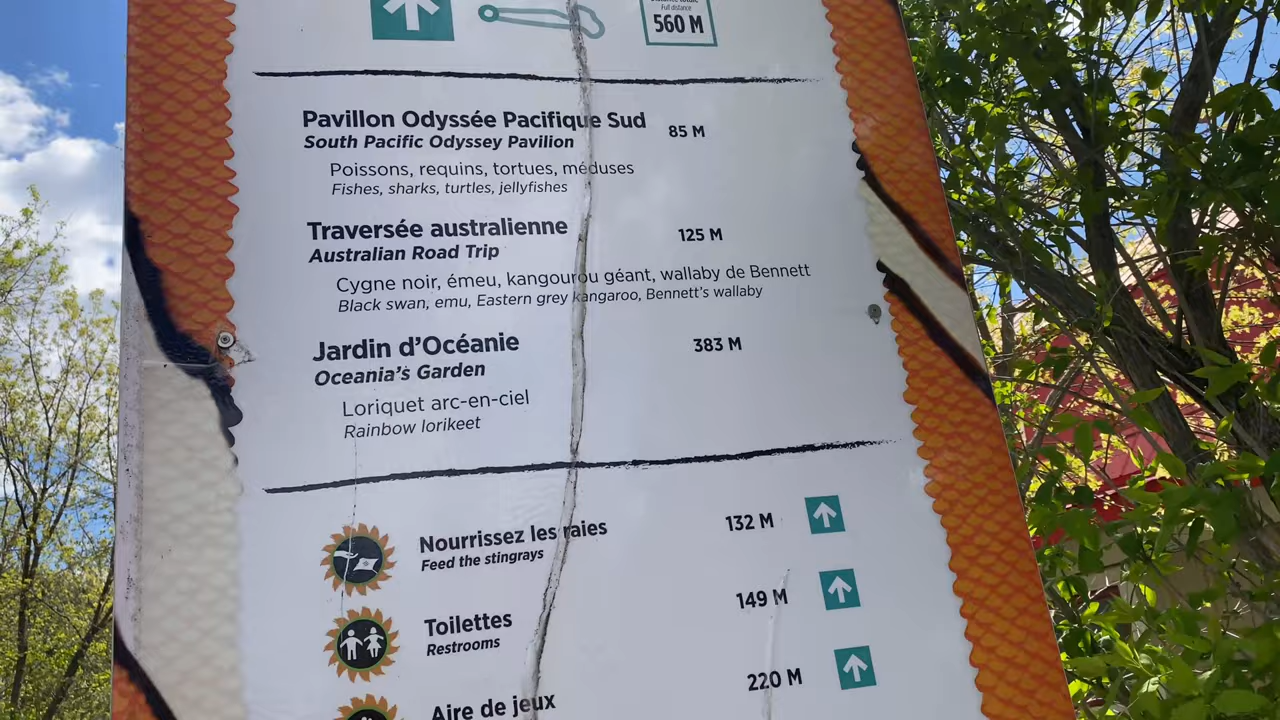 Full distance
560 M
Pavillon Odyssée Pacifique Sud 85 M
South Pacific Odyssey Pavilion
Poissons, requins, tortues, méduses
Fishes, sharks, turtles, jellyfishes
Traversée australienne 125 M
Australian Road Trip
Cygne noir, émeu, kangourou géant, wallaby de Bennett
Black swan, emu, Eastern grey kangaroo, Bennett's wallaby
Jardin d'Océanie 383 M
Oceania's Garden
Loriquet arc-en-ciel
Rainbow lorikeet
Nourrissez les raies 132 M
Feed the stingrays
Toilettes 149 M
Restrooms
Aire de jeux 220 M